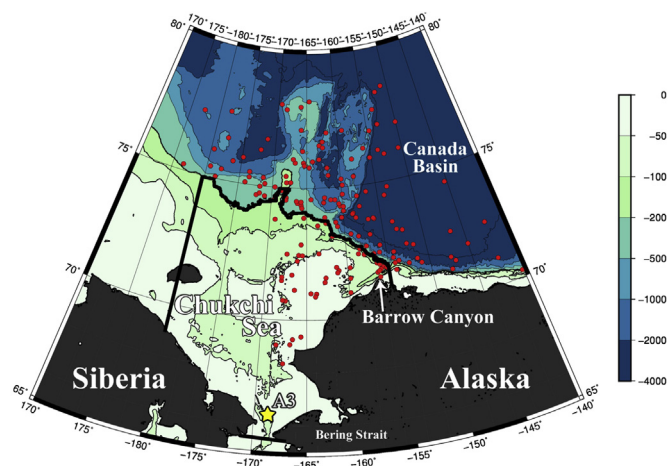 170° 175° −180° −175° −170° −165° −160° −155° −150° −145° −140°
80° 80°
75° 75°
70° 70°
65° 65°
Canada
Basin
Chukchi
Sea
Barrow Canyon
Siberia
A3
Alaska
Bering Strait
170° 175° −180° −175° −170° −165° −160° −155° −150° −145° −140°
0
−50
−100
−200
−500
−1000
−2000
−4000